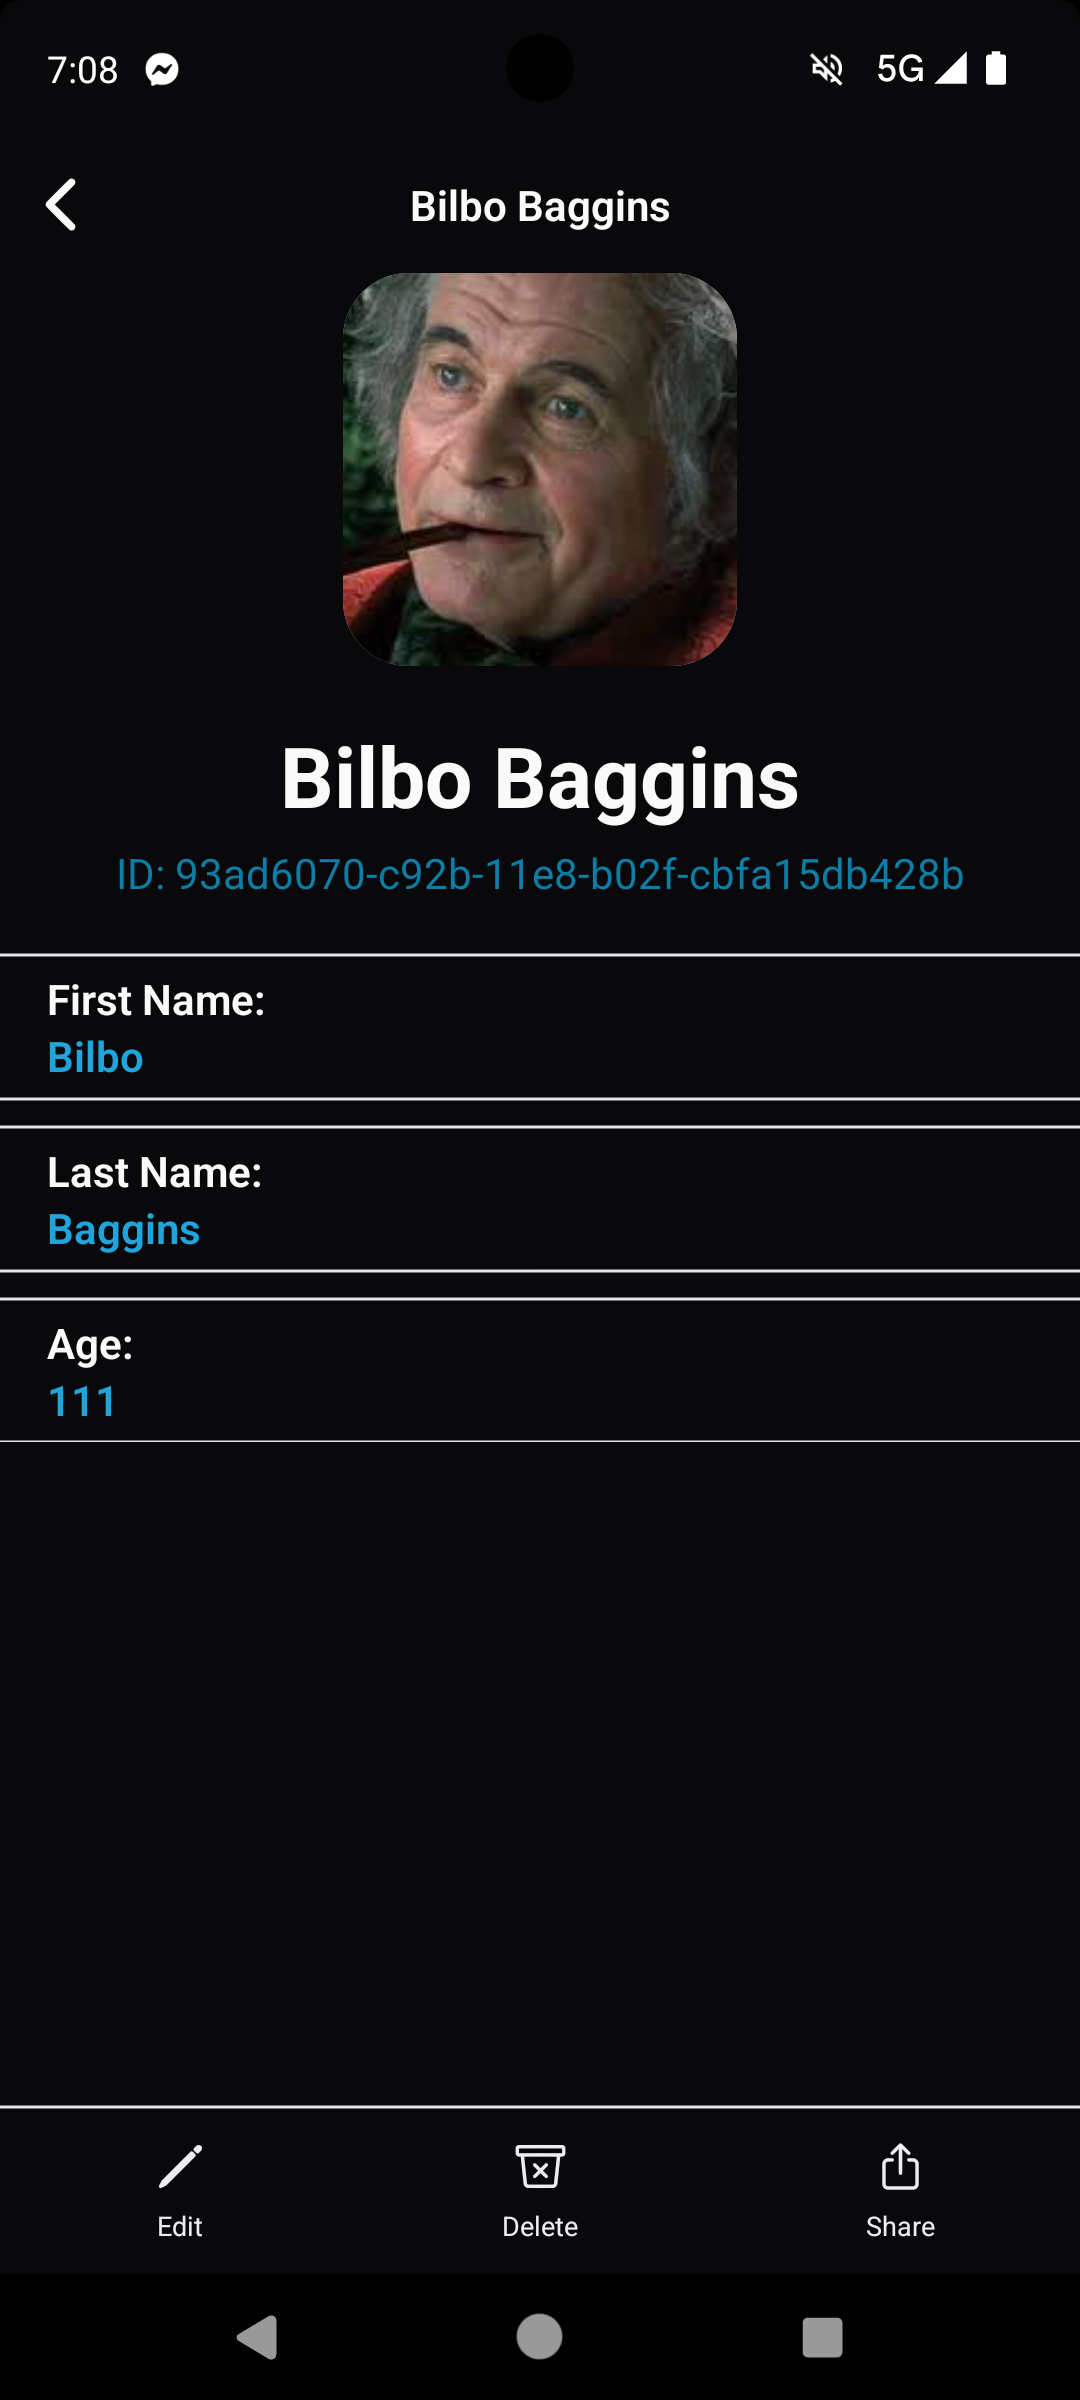 7:08
5G
Bilbo Baggins
Bilbo Baggins
ID: 93ad6070-c92b-11e8-b02f-cbfa15db428b
First Name:
Bilbo
Last Name:
Baggins
Age:
111
Edit
Delete
Share